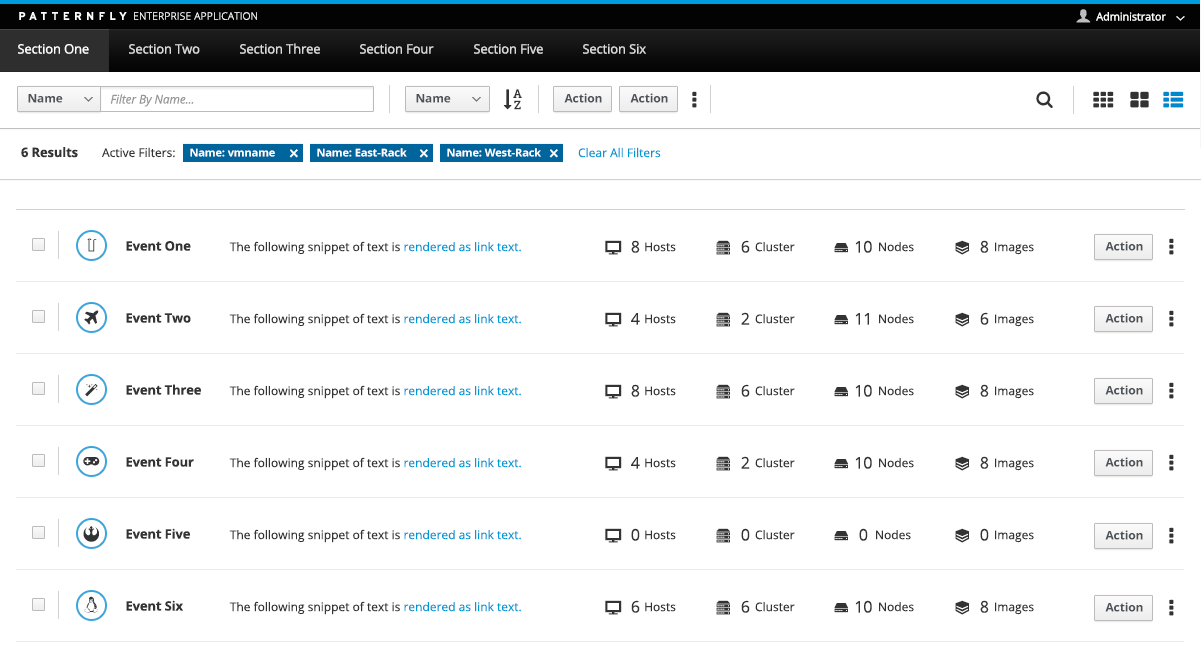 PATTERNFLY ENTERPRISE APPLICATION Administrator
Section One Section Two Section Three Section Four Section Five Section Six
Name Filter By Name... Name A Z Action Action
6 Results Active Filters: Name: vmname × Name: East-Rack × Name: West-Rack × Clear All Filters
Event One The following snippet of text is rendered as link text. 8 Hosts 6 Cluster 10 Nodes 8 Images Action
Event Two The following snippet of text is rendered as link text. 4 Hosts 2 Cluster 11 Nodes 6 Images Action
Event Three The following snippet of text is rendered as link text. 8 Hosts 6 Cluster 10 Nodes 8 Images Action
Event Four The following snippet of text is rendered as link text. 4 Hosts 2 Cluster 10 Nodes 8 Images Action
Event Five The following snippet of text is rendered as link text. 0 Hosts 0 Cluster 0 Nodes 0 Images Action
Event Six The following snippet of text is rendered as link text. 6 Hosts 6 Cluster 10 Nodes 8 Images Action